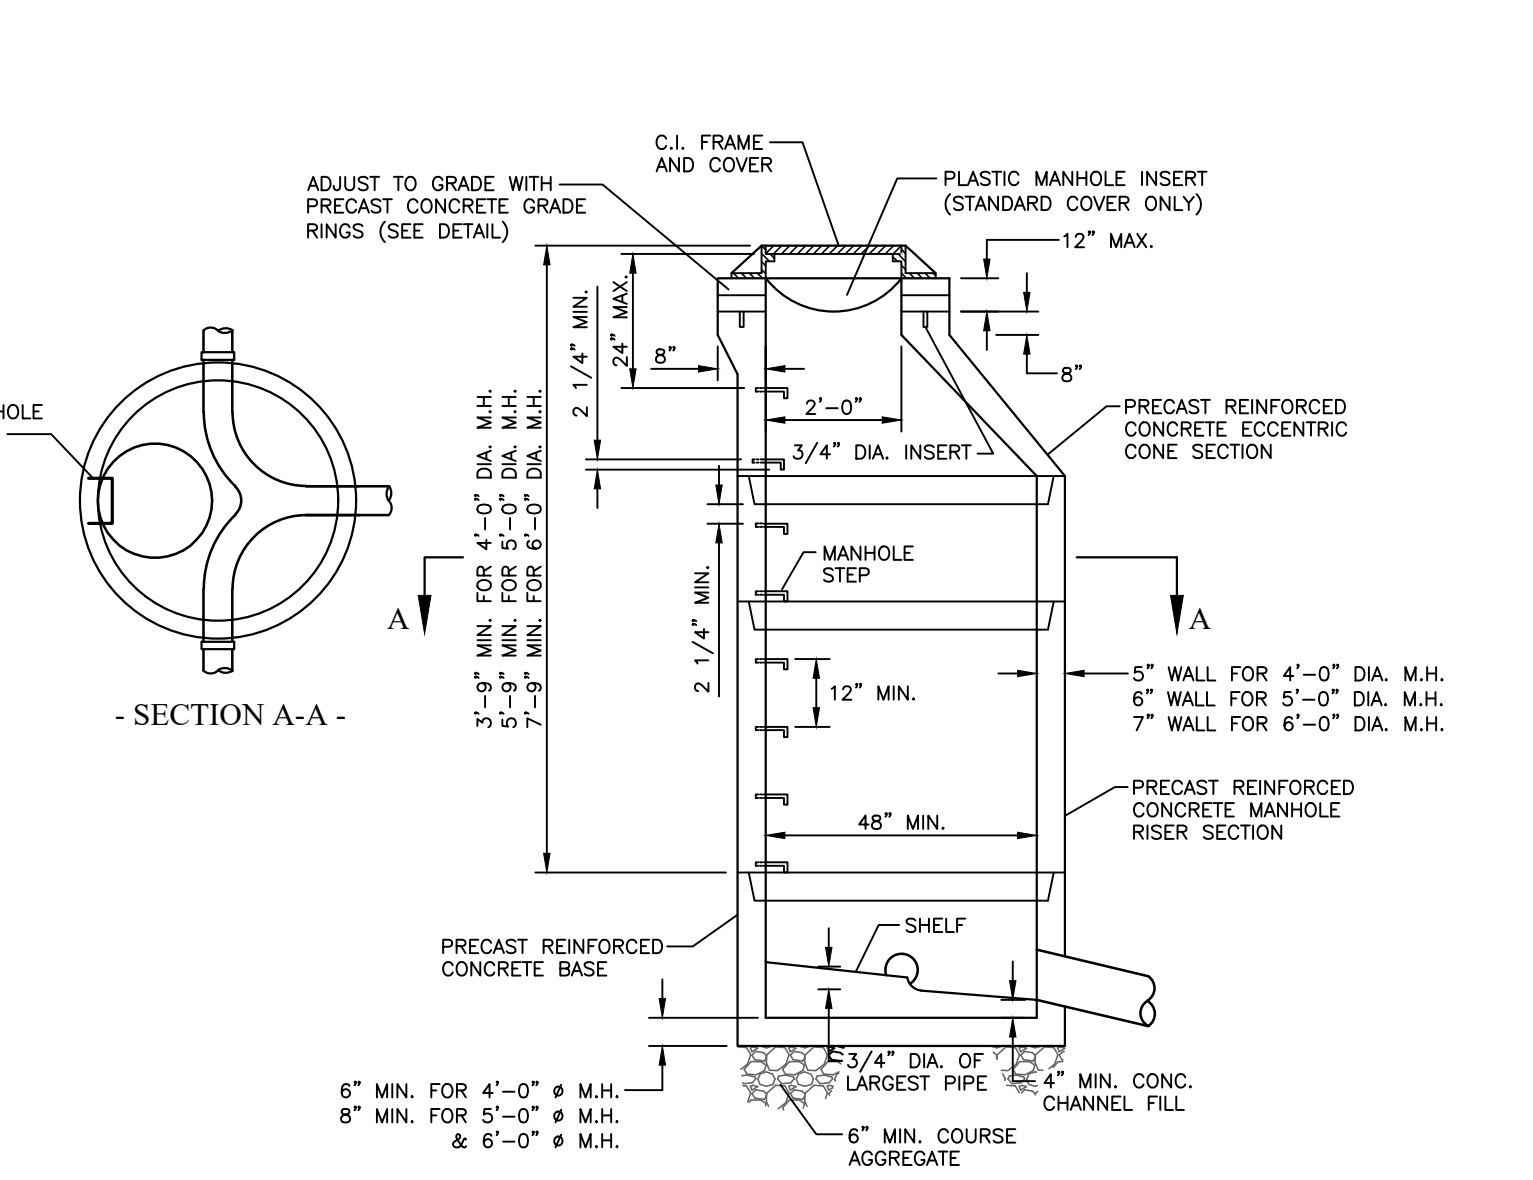 C.I. FRAME
AND COVER
ADJUST TO GRADE WITH
PRECAST CONCRETE GRADE
RINGS (SEE DETAIL)
PLASTIC MANHOLE INSERT
(STANDARD COVER ONLY)
12" MAX.
8"
2 1/4" MIN.
24" MAX.
8"
2'-0"
3/4" DIA. INSERT
PRECAST REINFORCED
CONCRETE ECCENTRIC
CONE SECTION
HOLE
3'-9" MIN. FOR 4'-0" DIA. M.H.
5'-9" MIN. FOR 5'-0" DIA. M.H.
7'-9" MIN. FOR 6'-0" DIA. M.H.
MANHOLE
STEP
2 1/4" MIN.
A
A
12" MIN.
5" WALL FOR 4'-0" DIA. M.H.
6" WALL FOR 5'-0" DIA. M.H.
7" WALL FOR 6'-0" DIA. M.H.
- SECTION A-A -
PRECAST REINFORCED
CONCRETE MANHOLE
RISER SECTION
48" MIN.
SHELF
PRECAST REINFORCED
CONCRETE BASE
3/4" DIA. OF
LARGEST PIPE
4" MIN. CONC.
CHANNEL FILL
6" MIN. FOR 4'-0" ø M.H.
8" MIN. FOR 5'-0" ø M.H.
& 6'-0" ø M.H.
6" MIN. COURSE
AGGREGATE